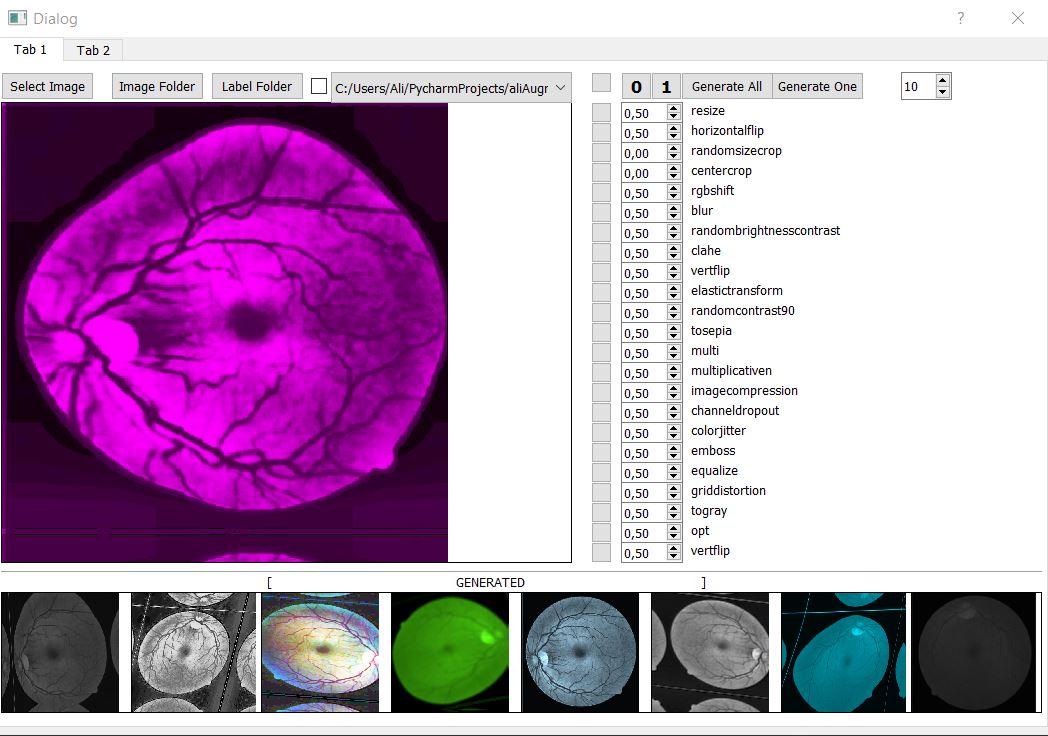 Dialog
?
Tab 1 Tab 2
Select Image Image Folder Label Folder C:/Users/Ali/PycharmProjects/aliAugr 0 1 Generate All Generate One 10
0,50 resize
0,50 horizontalflip
0,00 randomsizecrop
0,00 centercrop
0,50 rgbshift
0,50 blur
0,50 randombrightnesscontrast
0,50 clahe
0,50 vertflip
0,50 elastictransform
0,50 randomcontrast90
0,50 tosepia
0,50 multi
0,50 multiplicativen
0,50 imagecompression
0,50 channeldropout
0,50 colorjitter
0,50 emboss
0,50 equalize
0,50 griddistortion
0,50 togray
0,50 opt
0,50 vertflip
[ GENERATED ]